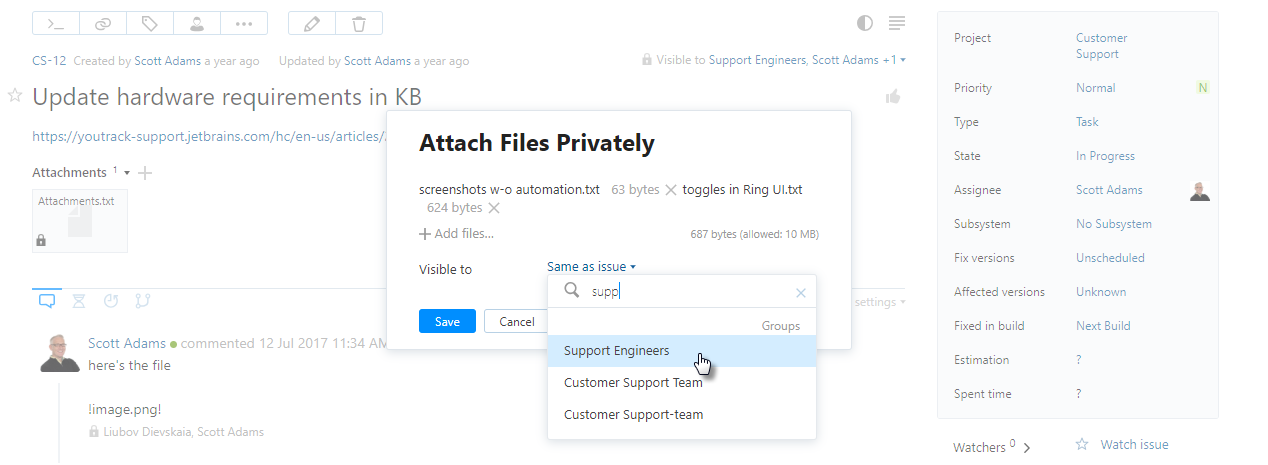 CS-12 Created by Scott Adams a year ago Updated by Scott Adams a year ago Visible to Support Engineers, Scott Adams +1
Update hardware requirements in KB
https://youtrack-support.jetbrains.com/hc/en-us/articles/
Attachments 1
Attachments.txt
settings
Scott Adams commented 12 Jul 2017 11:34 AM
here's the file
!image.png!
Liubov Dievskaia, Scott Adams
Attach Files Privately
screenshots w-o automation.txt 63 bytes toggles in Ring UI.txt
624 bytes
Add files... 687 bytes (allowed: 10 MB)
Visible to Same as issue
supp
Save Cancel
Groups
Support Engineers
Customer Support Team
Customer Support-team
Project Customer
Support
Priority Normal N
Type Task
State In Progress
Assignee Scott Adams
Subsystem No Subsystem
Fix versions Unscheduled
Affected versions Unknown
Fixed in build Next Build
Estimation ?
Spent time ?
Watchers 0 Watch issue